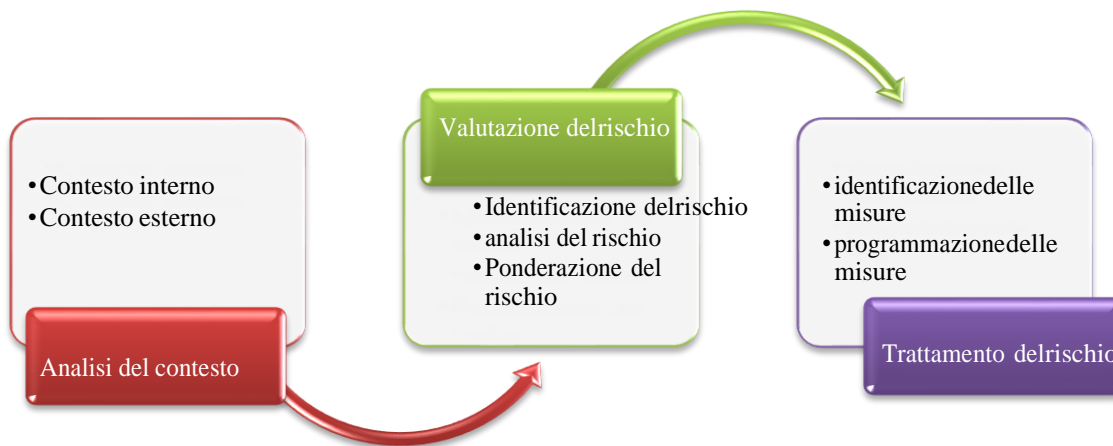 •Contesto interno
•Contesto esterno
Analisi del contesto
Valutazione delrischio
•Identificazione delrischio
•analisi del rischio
•Ponderazione del
rischio
•identificazionedelle
misure
•programmazionedelle
misure
Trattamento delrischio